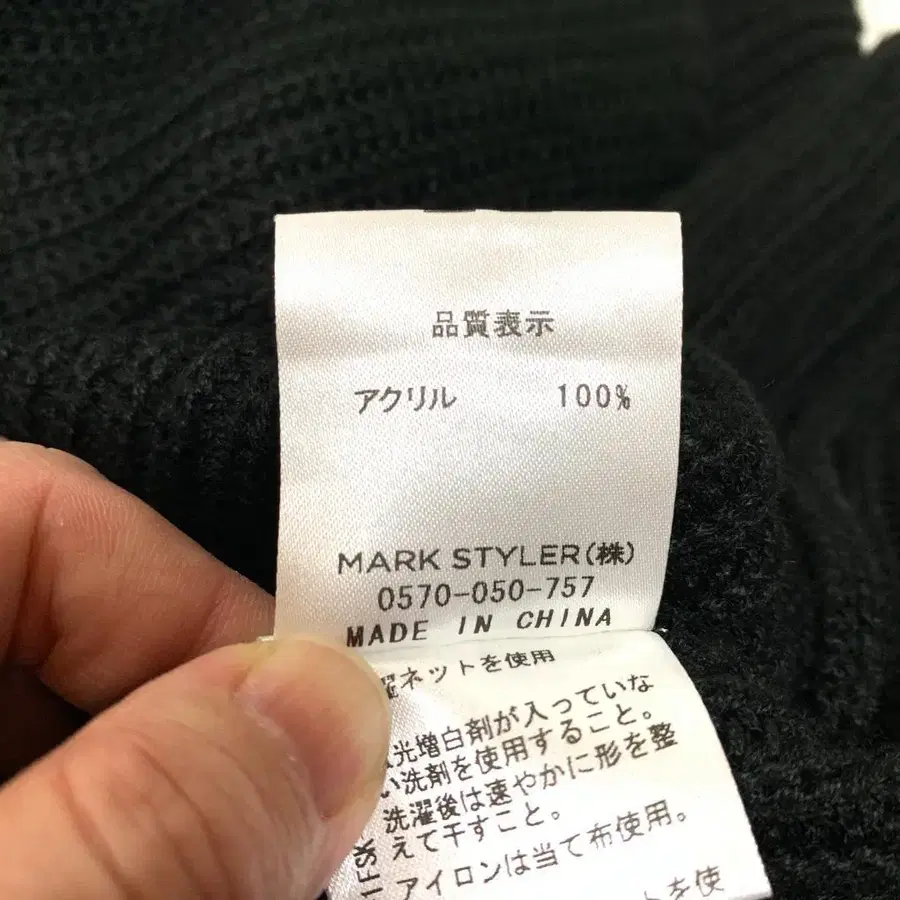 品質表示
アクリル 100%
MARK STYLER(株)
0570-050-757
MADE IN CHINA
ネットを使用
光増白剤が入っていな
い洗剤を使用すること。
洗濯後は速やかに形を整
えて干すこと。
アイロンは当て布使用。
トを使